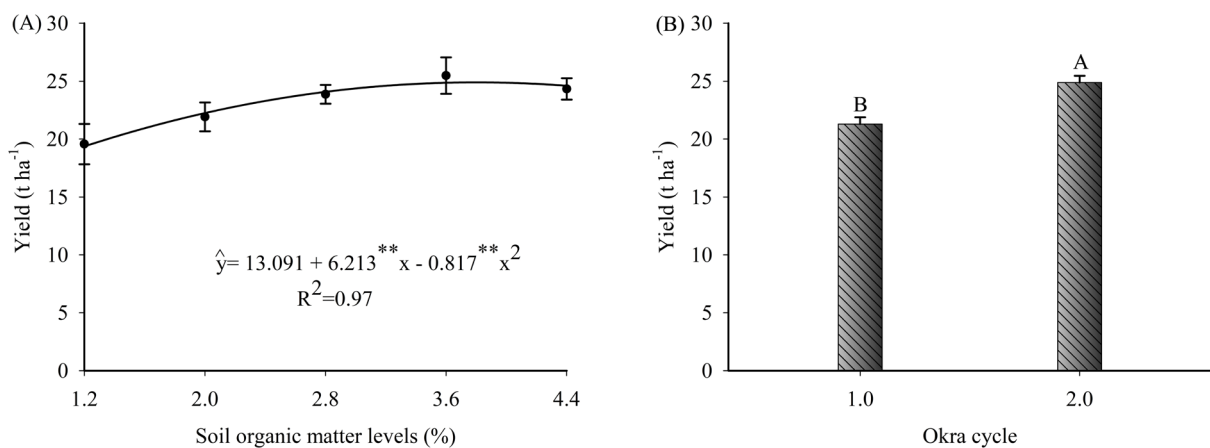 (A)
30
25
20
15
10
5
0
Yield (t ha⁻¹)
ŷ= 13.091 + 6.213**x - 0.817**x²
R²=0.97
1.2 2.0 2.8 3.6 4.4
Soil organic matter levels (%)
(B)
30
25
20
15
10
5
0
Yield (t ha⁻¹)
B
A
1.0 2.0
Okra cycle